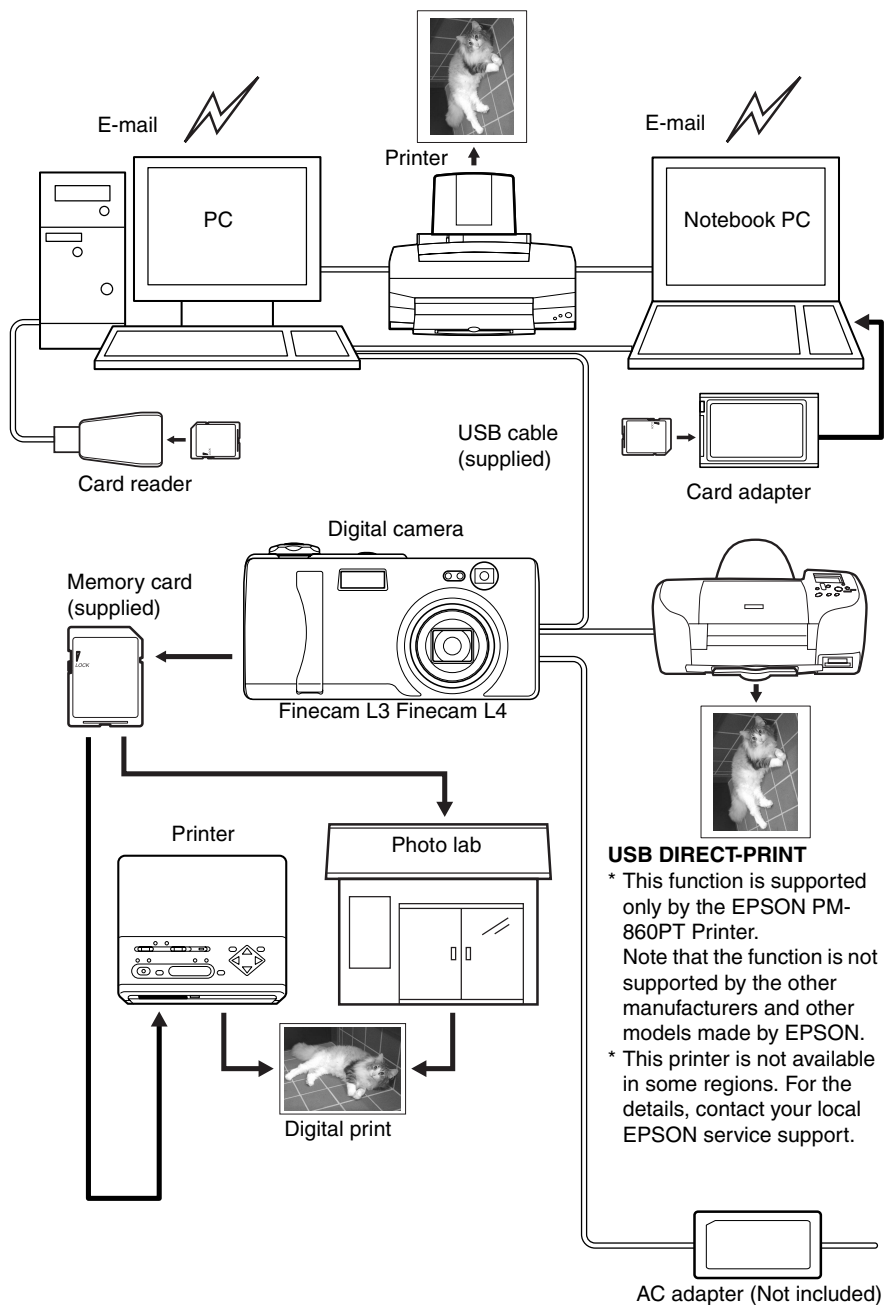 E-mail
E-mail
Printer
PC
Notebook PC
USB cable
(supplied)
Card reader
Card adapter
Digital camera
Memory card
(supplied)
LOCK
Finecam L3 Finecam L4
Printer
Photo lab
Digital print
USB DIRECT-PRINT
* This function is supported
only by the EPSON PM-
860PT Printer.
Note that the function is not
supported by the other
manufacturers and other
models made by EPSON.
* This printer is not available
in some regions. For the
details, contact your local
EPSON service support.
AC adapter (Not included)